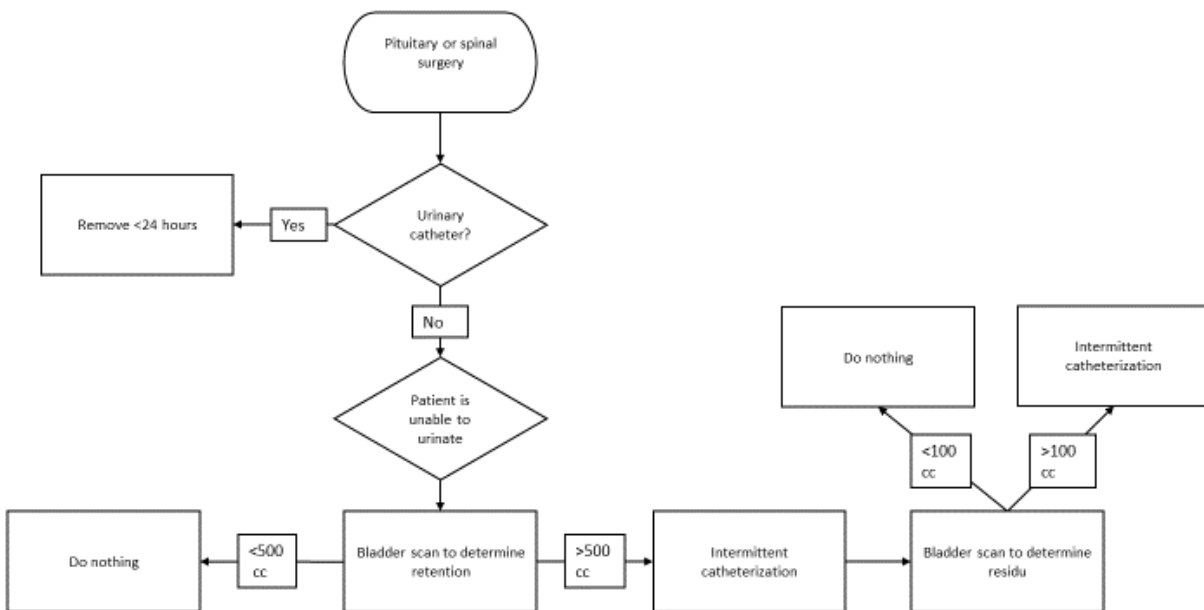 Pituitary or spinal
surgery
Remove <24 hours
Yes
Urinary
catheter?
No
Patient is
unable to
urinate
Do nothing
Intermittent
catheterization
<100
cc
>100
cc
Do nothing
<500
cc
Bladder scan to determine
retention
>500
cc
Intermittent
catheterization
Bladder scan to determine
residu